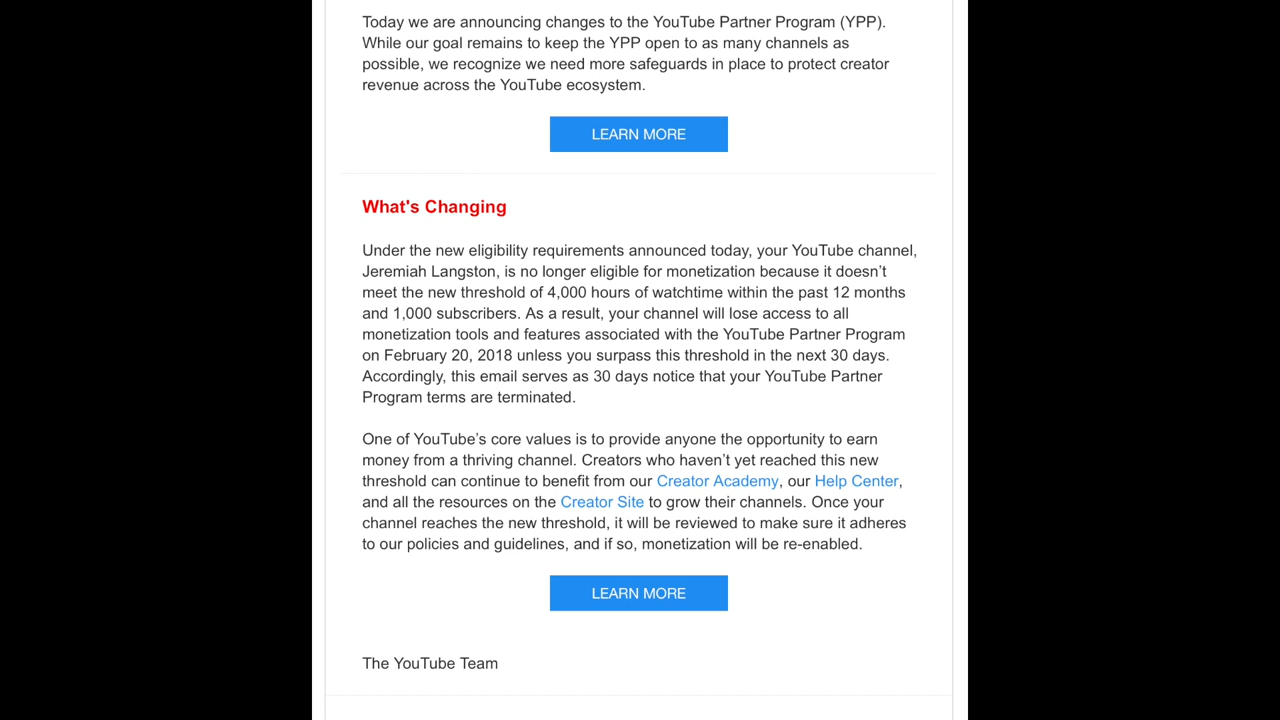 Today we are announcing changes to the YouTube Partner Program (YPP).
While our goal remains to keep the YPP open to as many channels as
possible, we recognize we need more safeguards in place to protect creator
revenue across the YouTube ecosystem.
LEARN MORE
What's Changing
Under the new eligibility requirements announced today, your YouTube channel,
Jeremiah Langston, is no longer eligible for monetization because it doesn’t
meet the new threshold of 4,000 hours of watchtime within the past 12 months
and 1,000 subscribers. As a result, your channel will lose access to all
monetization tools and features associated with the YouTube Partner Program
on February 20, 2018 unless you surpass this threshold in the next 30 days.
Accordingly, this email serves as 30 days notice that your YouTube Partner
Program terms are terminated.
One of YouTube’s core values is to provide anyone the opportunity to earn
money from a thriving channel. Creators who haven’t yet reached this new
threshold can continue to benefit from our Creator Academy, our Help Center,
and all the resources on the Creator Site to grow their channels. Once your
channel reaches the new threshold, it will be reviewed to make sure it adheres
to our policies and guidelines, and if so, monetization will be re-enabled.
LEARN MORE
The YouTube Team